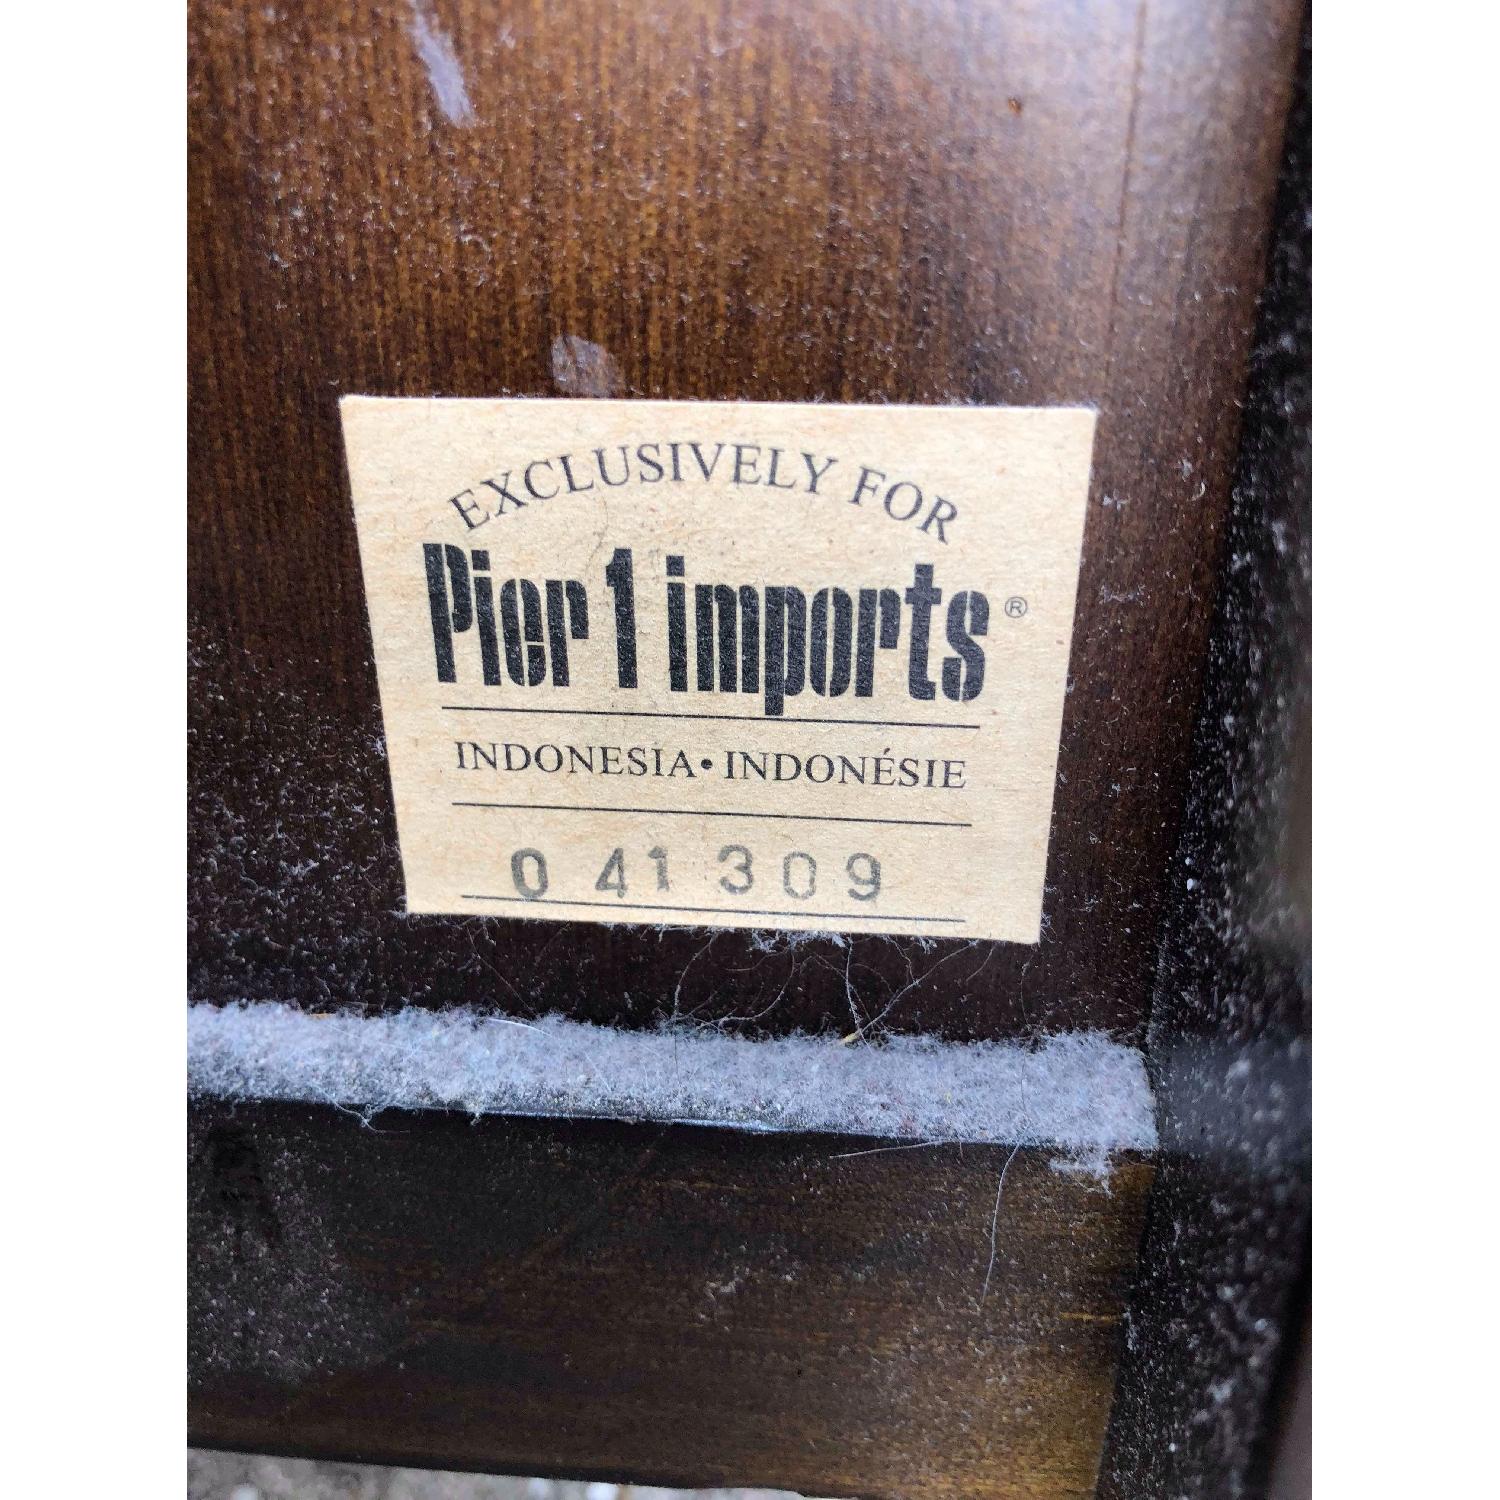 EXCLUSIVELY FOR
Pier 1 imports®
INDONESIA • INDONÉSIE
0 41 309